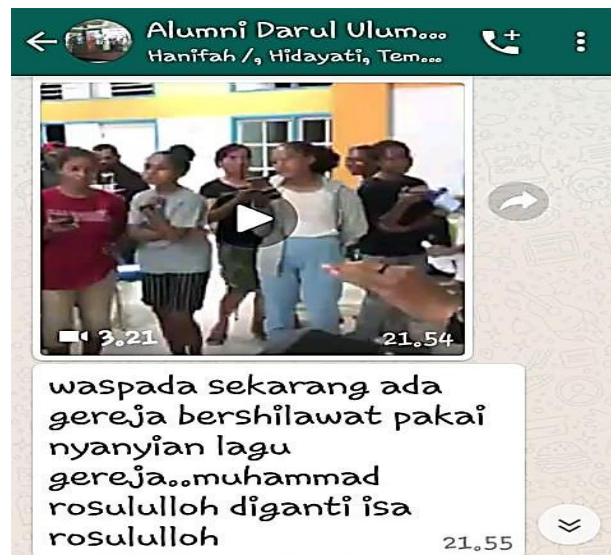 Alumni Darul Ulum...
Hanifah /, Hidayati, Tem...
3.21
21.54
waspada sekarang ada
gereja bershilawat pakai
nyanyian lagu
gereja..muhammad
rosululloh diganti isa
rosululloh
21.55